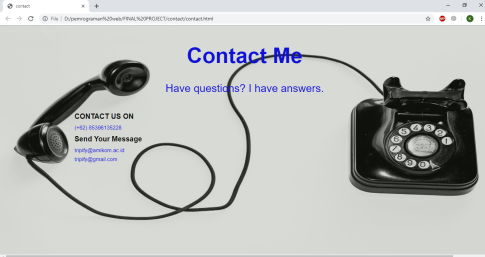 contact
File | D:/pemrograman%20web/FINAL%20PROJECT/contact/contact.html
Contact Me
Have questions? I have answers.
CONTACT US ON
(+62) 85398135228
Send Your Message
tripify@amikom.ac.id
tripify@gmail.com